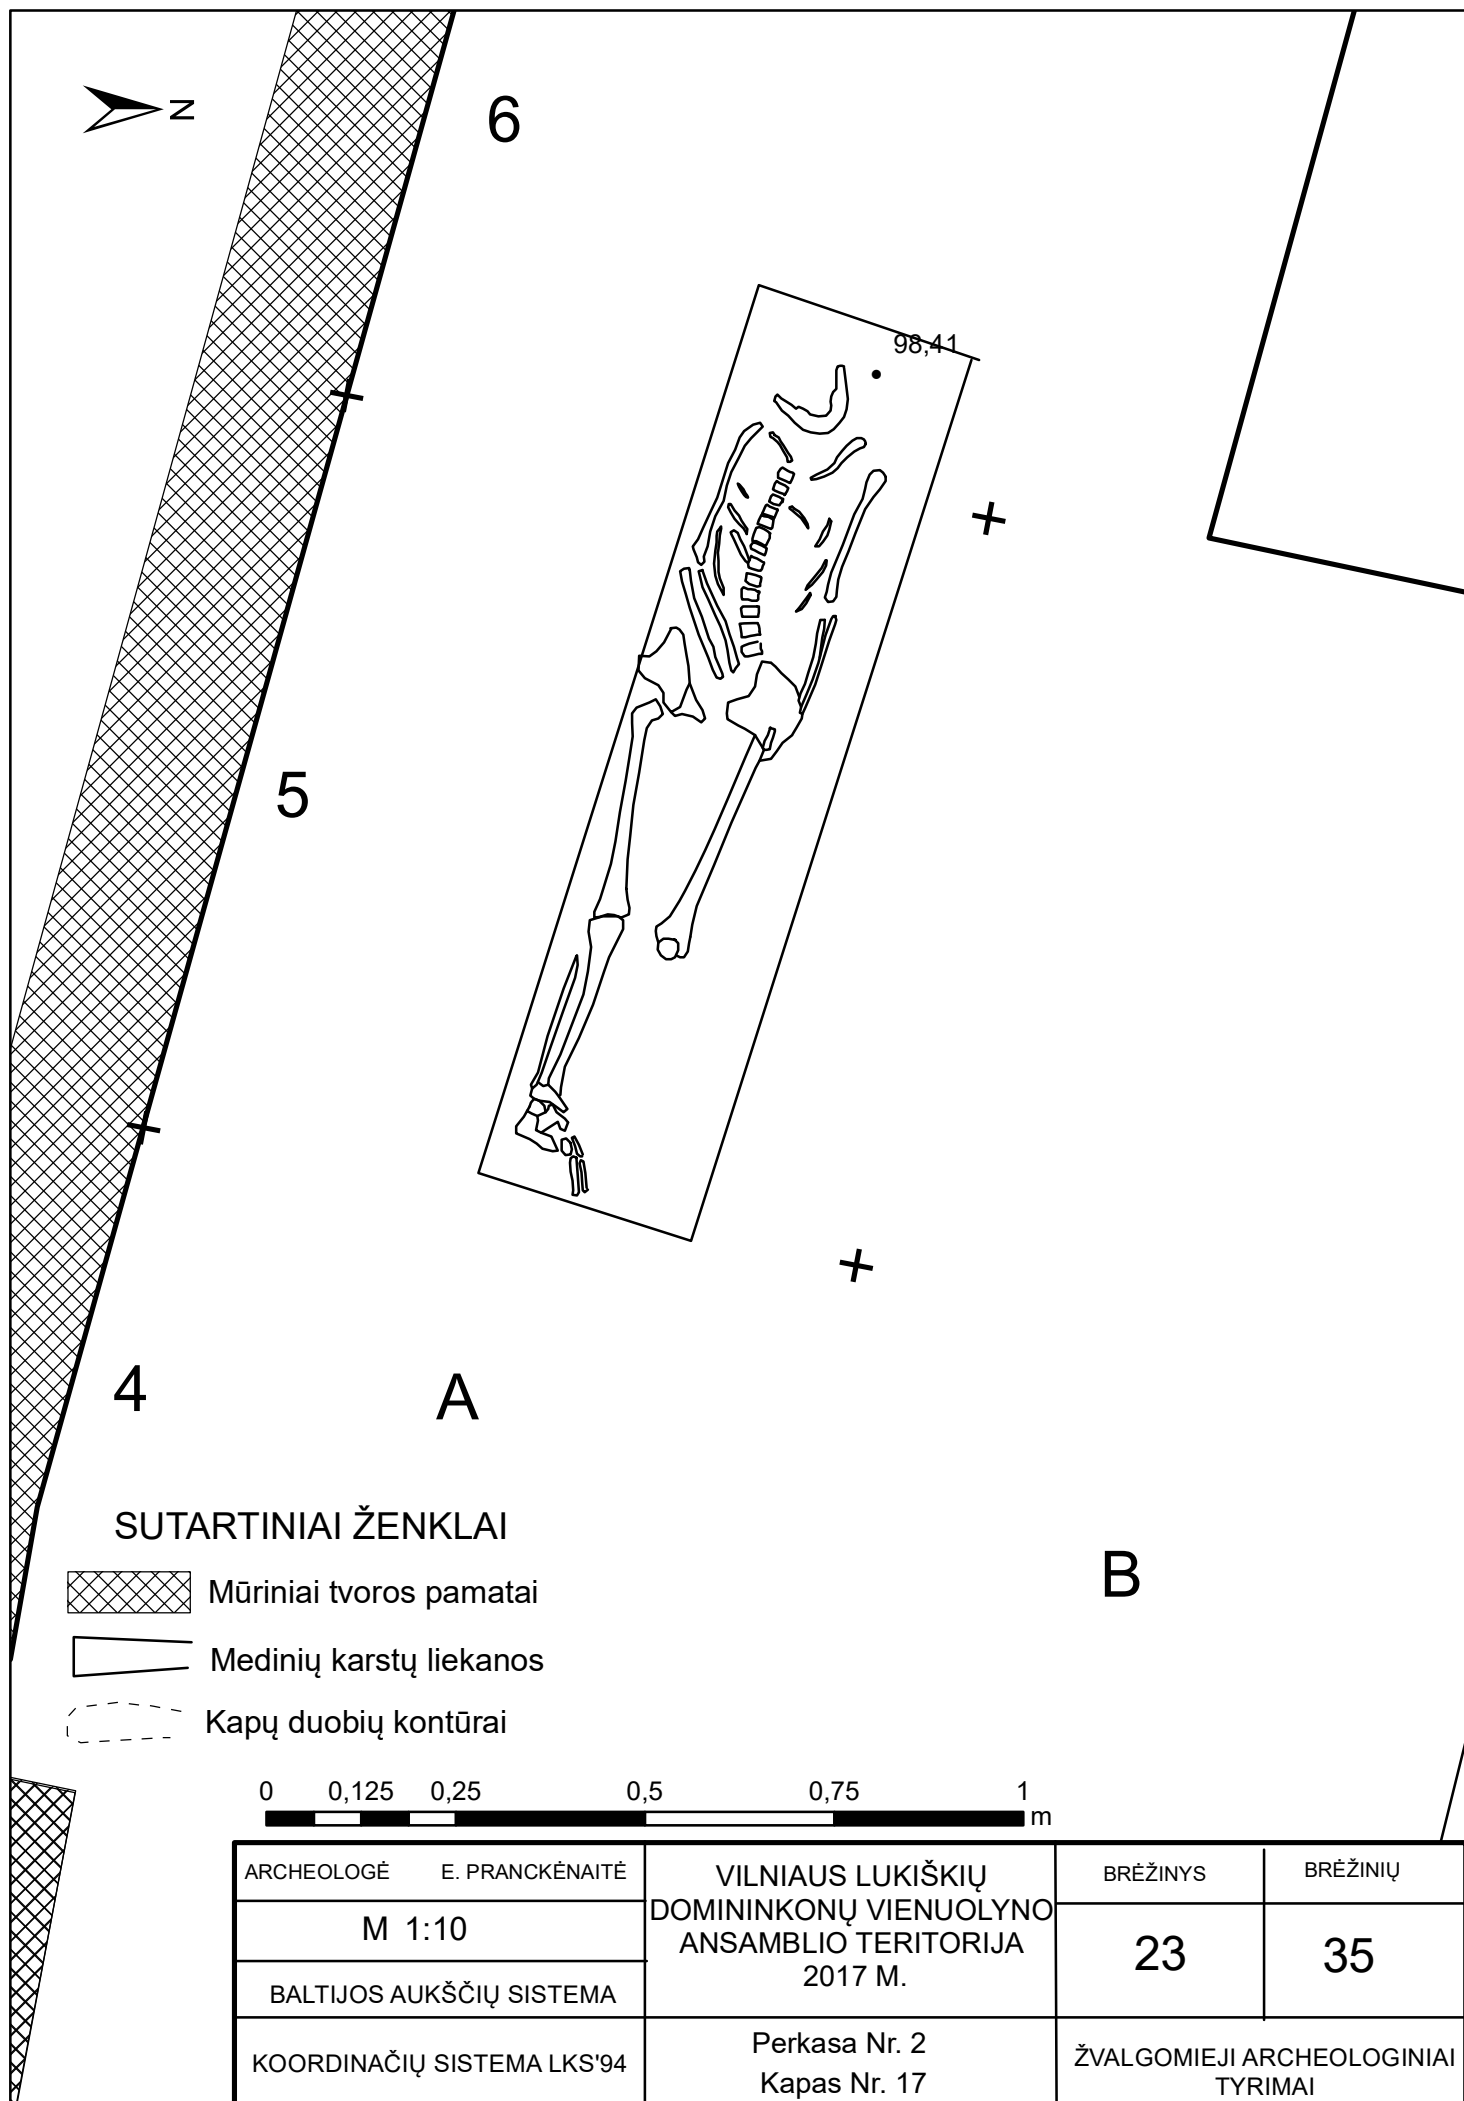 N
6
98,41
5
4
A
B
SUTARTINIAI ŽENKLAI
Mūriniai tvoros pamatai
Medinių karstų liekanos
Kapų duobių kontūrai
0 0,125 0,25 0,5 0,75 1
m
ARCHEOLOGĖ E. PRANCKĖNAITĖ
M 1:10
BALTIJOS AUKŠČIŲ SISTEMA
KOORDINAČIŲ SISTEMA LKS'94
VILNIAUS LUKIŠKIŲ
DOMININKONŲ VIENUOLYNO
ANSAMBLIO TERITORIJA
2017 M.
Perkasa Nr. 2
Kapas Nr. 17
BRĖŽINYS BRĖŽINIŲ
23 35
ŽVALGOMIEJI ARCHEOLOGINIAI
TYRIMAI